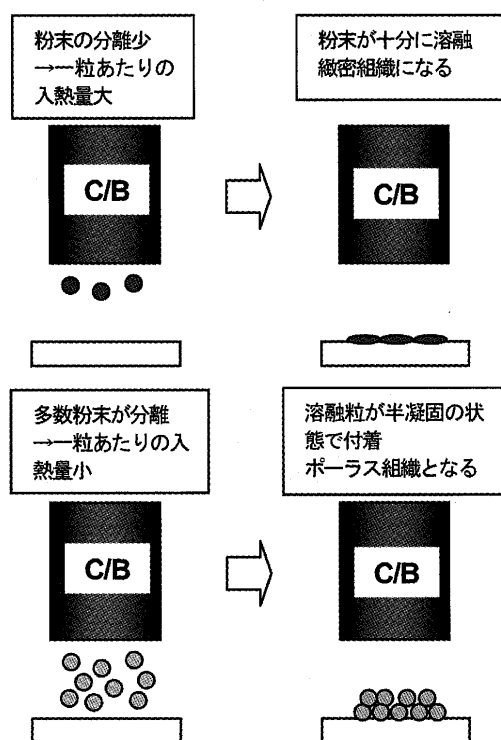 粉末の分離少
→一粒あたりの
入熱量大
粉末が十分に溶融
緻密組織になる
C/B
C/B
多数粉末が分離
→一粒あたりの入
熱量小
溶融粒が半凝固の状
態で付着
ポーラス組織となる
C/B
C/B